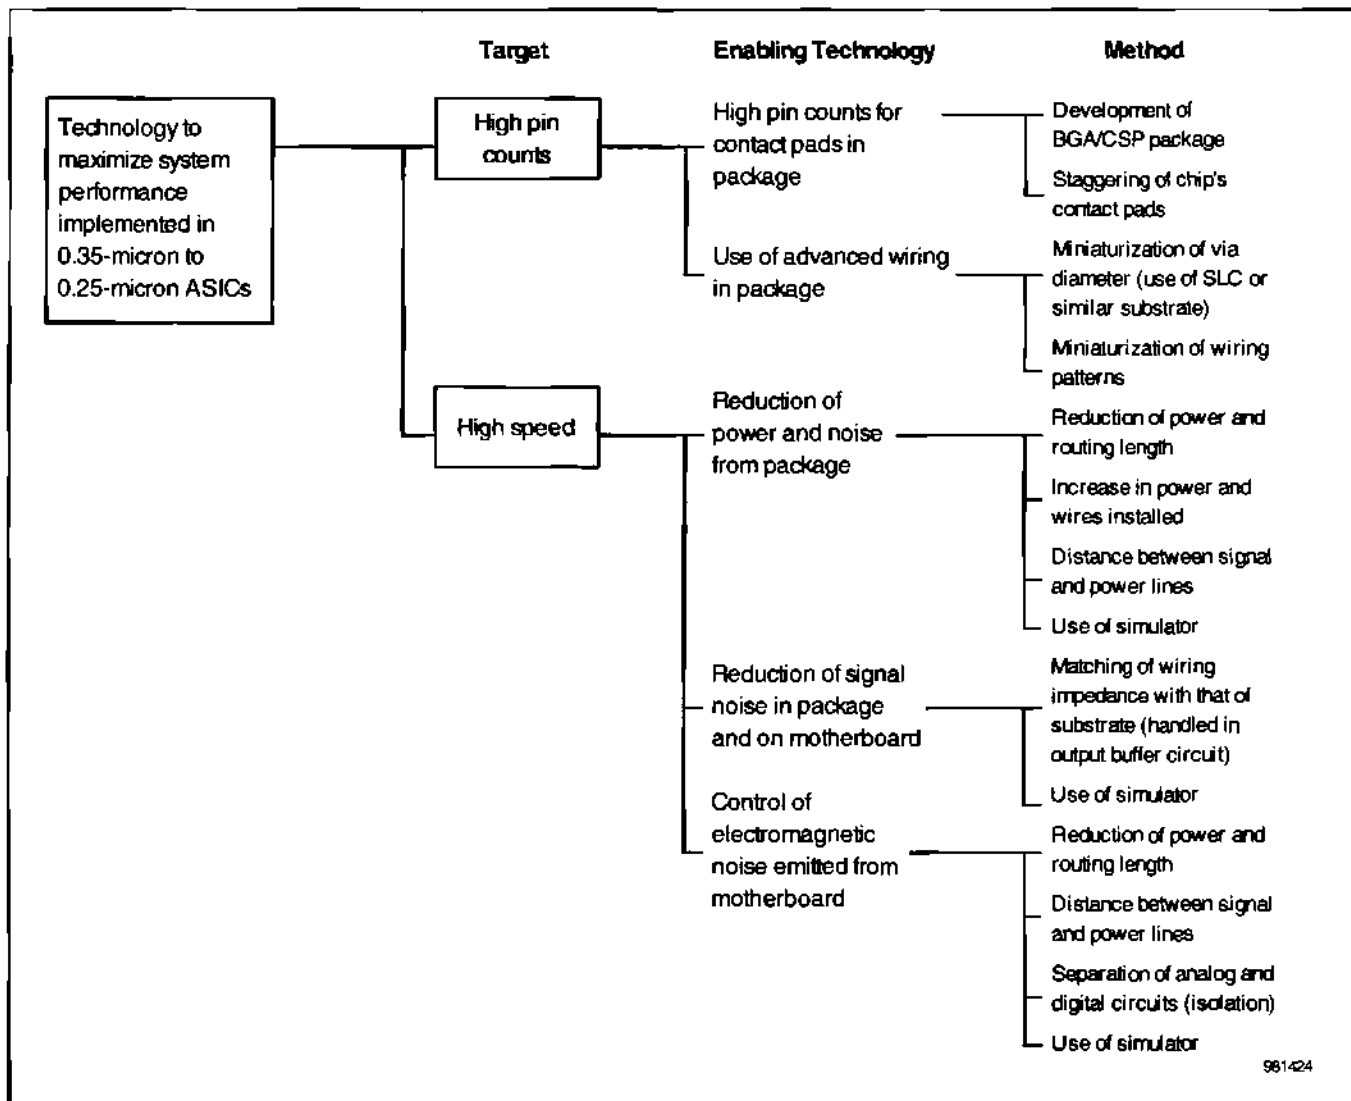 Target
Enabling Technology
Method
Technology to
maximize system
performance
implemented in
0.35-micron to
0.25-micron ASICs
High pin
counts
High pin counts for
contact pads in
package
Development of
BGA/CSP package
Staggering of chip's
contact pads
Use of advanced wiring
in package
Miniaturization of via
diameter (use of SLC or
similar substrate)
Miniaturization of wiring
patterns
High speed
Reduction of
power and noise
from package
Reduction of power and
routing length
Increase in power and
wires installed
Distance between signal
and power lines
Use of simulator
Reduction of signal
noise in package
and on motherboard
Matching of wiring
impedance with that of
substrate (handled in
output buffer circuit)
Use of simulator
Control of
electromagnetic
noise emitted from
motherboard
Reduction of power and
routing length
Distance between signal
and power lines
Separation of analog and
digital circuits (isolation)
Use of simulator
981424